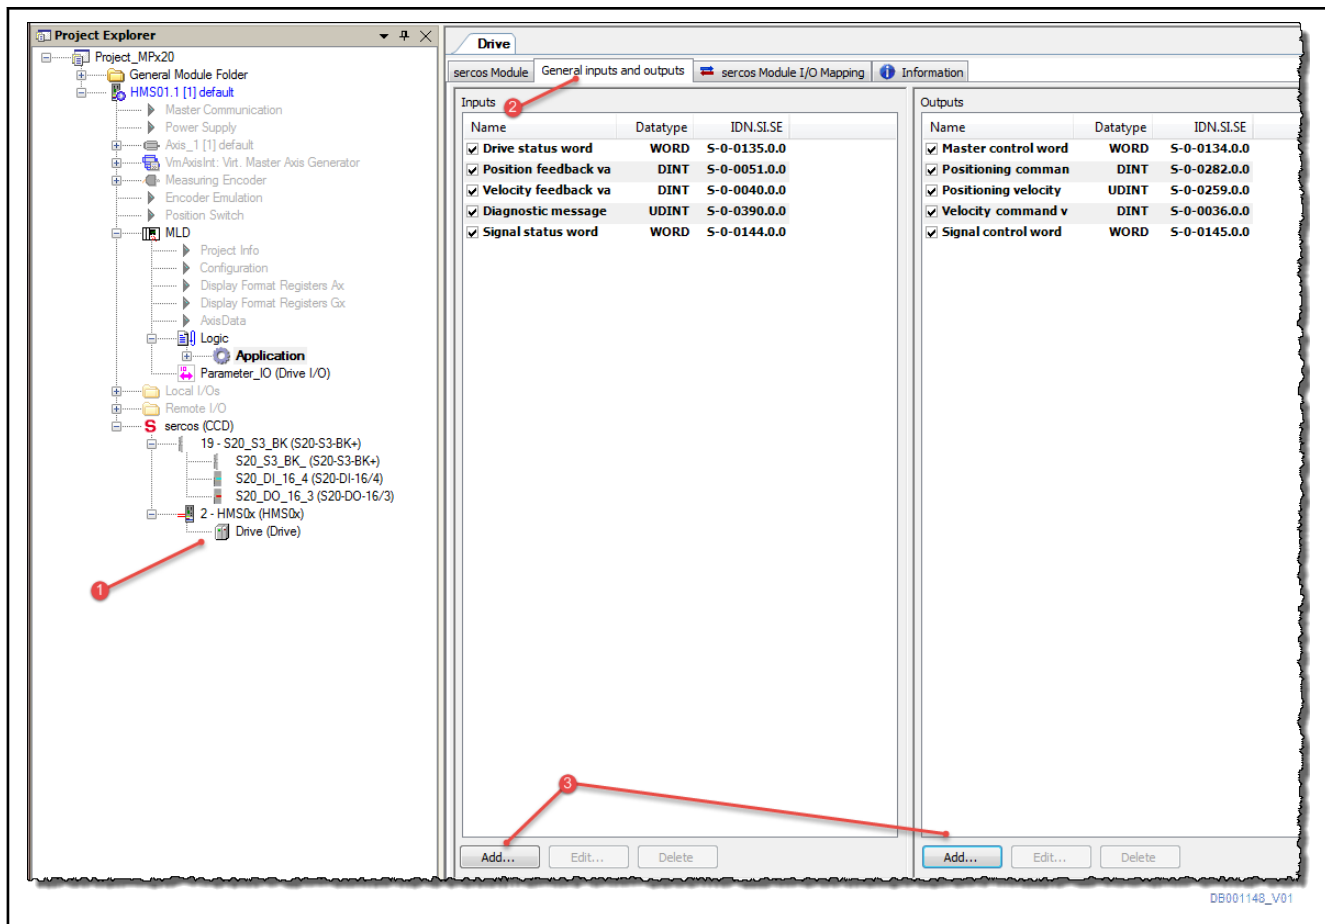 Project Explorer
Project_MPx20
General Module Folder
HMS01.1 [1] default
Master Communication
Power Supply
Axis_1 [1] default
VmAxisInt: Virt. Master Axis Generator
Measuring Encoder
Encoder Emulation
Position Switch
MLD
Project Info
Configuration
Display Format Registers Ax
Display Format Registers Gx
AxisData
Logic
Application
Parameter_IO (Drive I/O)
Local I/Os
Remote I/O
S sercos (CCD)
19 - S20_S3_BK (S20-S3-BK+)
S20_S3_BK_ (S20-S3-BK+)
S20_DI_16_4 (S20-DI-16/4)
S20_DO_16_3 (S20-DO-16/3)
2 - HMS0x (HMS0x)
Drive (Drive)
1
Drive
sercos Module General inputs and outputs sercos Module I/O Mapping Information
2
Inputs
Name Datatype IDN.SI.SE
Drive status word WORD S-0-0135.0.0
Position feedback va DINT S-0-0051.0.0
Velocity feedback va DINT S-0-0040.0.0
Diagnostic message UDINT S-0-0390.0.0
Signal status word WORD S-0-0144.0.0
Outputs
Name Datatype IDN.SI.SE
Master control word WORD S-0-0134.0.0
Positioning comman DINT S-0-0282.0.0
Positioning velocity UDINT S-0-0259.0.0
Velocity command v DINT S-0-0036.0.0
Signal control word WORD S-0-0145.0.0
3
Add... Edit... Delete
Add... Edit... Delete
DB001148_V01